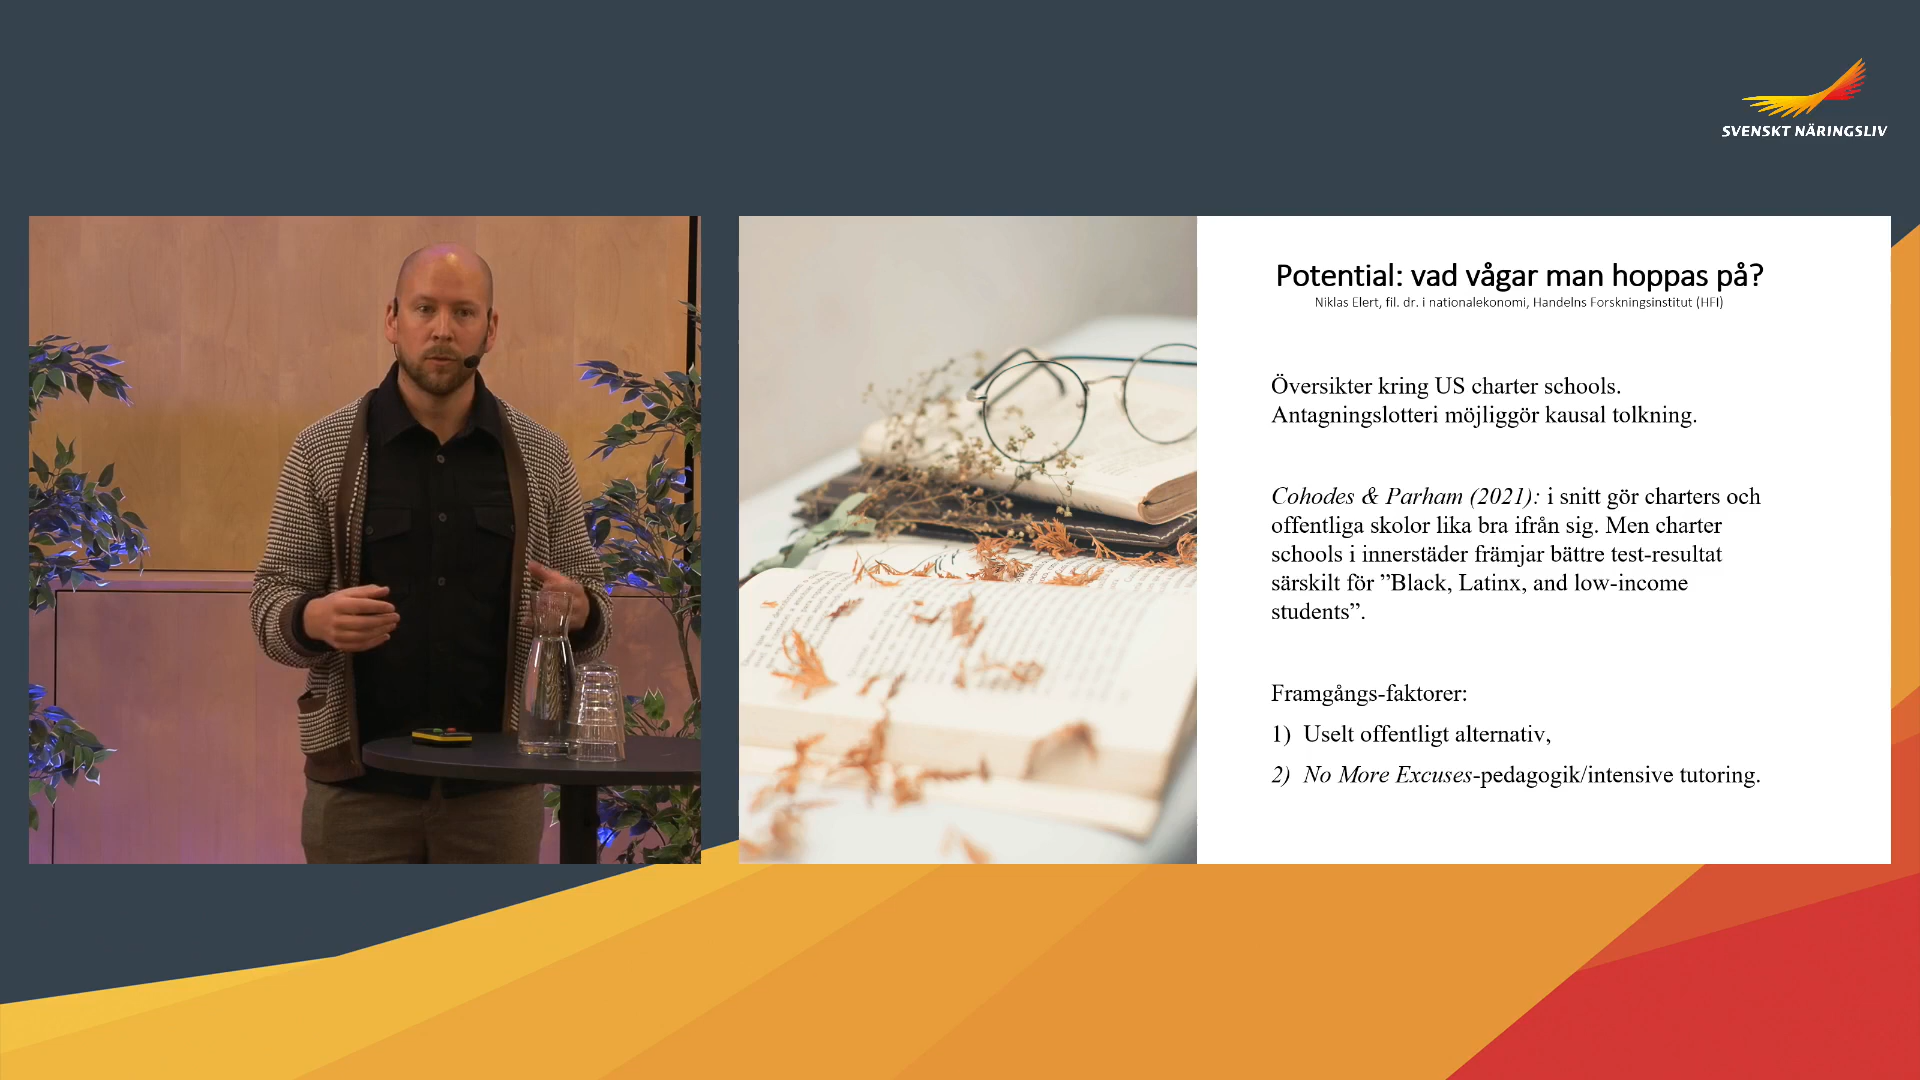 SVENSKT NÄRINGSLIV
Potential: vad vågar man hoppas på?
Niklas Elert, fil. dr. i nationalekonomi, Handelns Forskningsinstitut (HFI)
Översikter kring US charter schools.
Antagningslotteri möjliggör kausal tolkning.
Cohodes & Parham (2021): i snitt gör charters och
offentliga skolor lika bra ifrån sig. Men charter
schools i innerstäder främjar bättre test-resultat
särskilt för ”Black, Latinx, and low-income
students”.
Framgångs-faktorer:
1) Uselt offentligt alternativ,
2) No More Excuses-pedagogik/intensive tutoring.